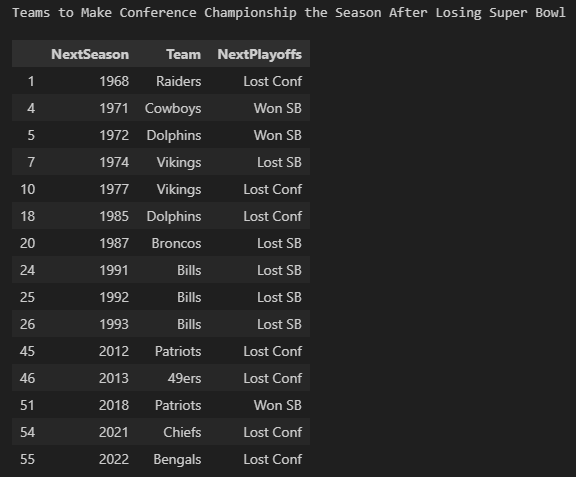 Teams to Make Conference Championship the Season After Losing Super Bowl
NextSeason Team NextPlayoffs
1 1968 Raiders Lost Conf
4 1971 Cowboys Won SB
5 1972 Dolphins Won SB
7 1974 Vikings Lost SB
10 1977 Vikings Lost Conf
18 1985 Dolphins Lost Conf
20 1987 Broncos Lost SB
24 1991 Bills Lost SB
25 1992 Bills Lost SB
26 1993 Bills Lost SB
45 2012 Patriots Lost Conf
46 2013 49ers Lost Conf
51 2018 Patriots Won SB
54 2021 Chiefs Lost Conf
55 2022 Bengals Lost Conf